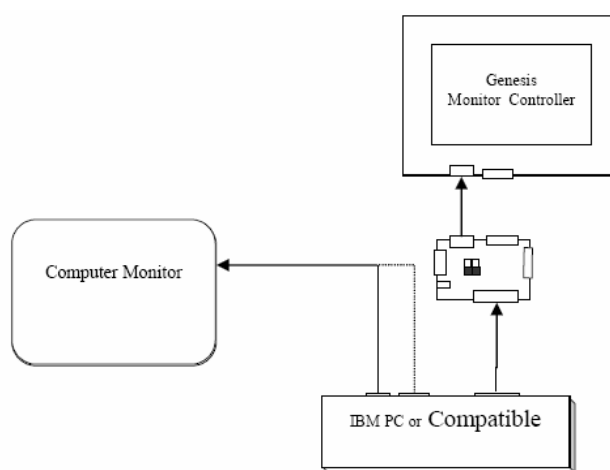 Genesis
Monitor Controller
Computer Monitor
IBM PC or Compatible